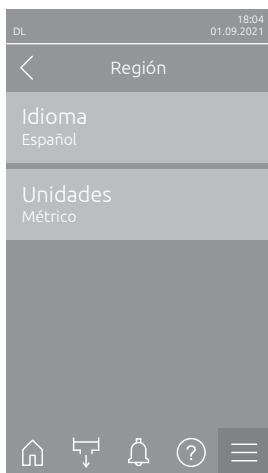 18:04
DL 01.09.2021
Región
Idioma
Español
Unidades
Métrico
?